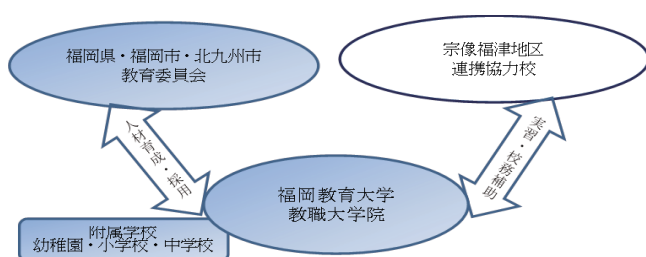 福岡県・福岡市・北九州市
教育委員会
宗像福津地区
連携協力校
人材育成・採用
実習・校務補助
福岡教育大学
教職大学院
附属学校
幼稚園・小学校・中学校